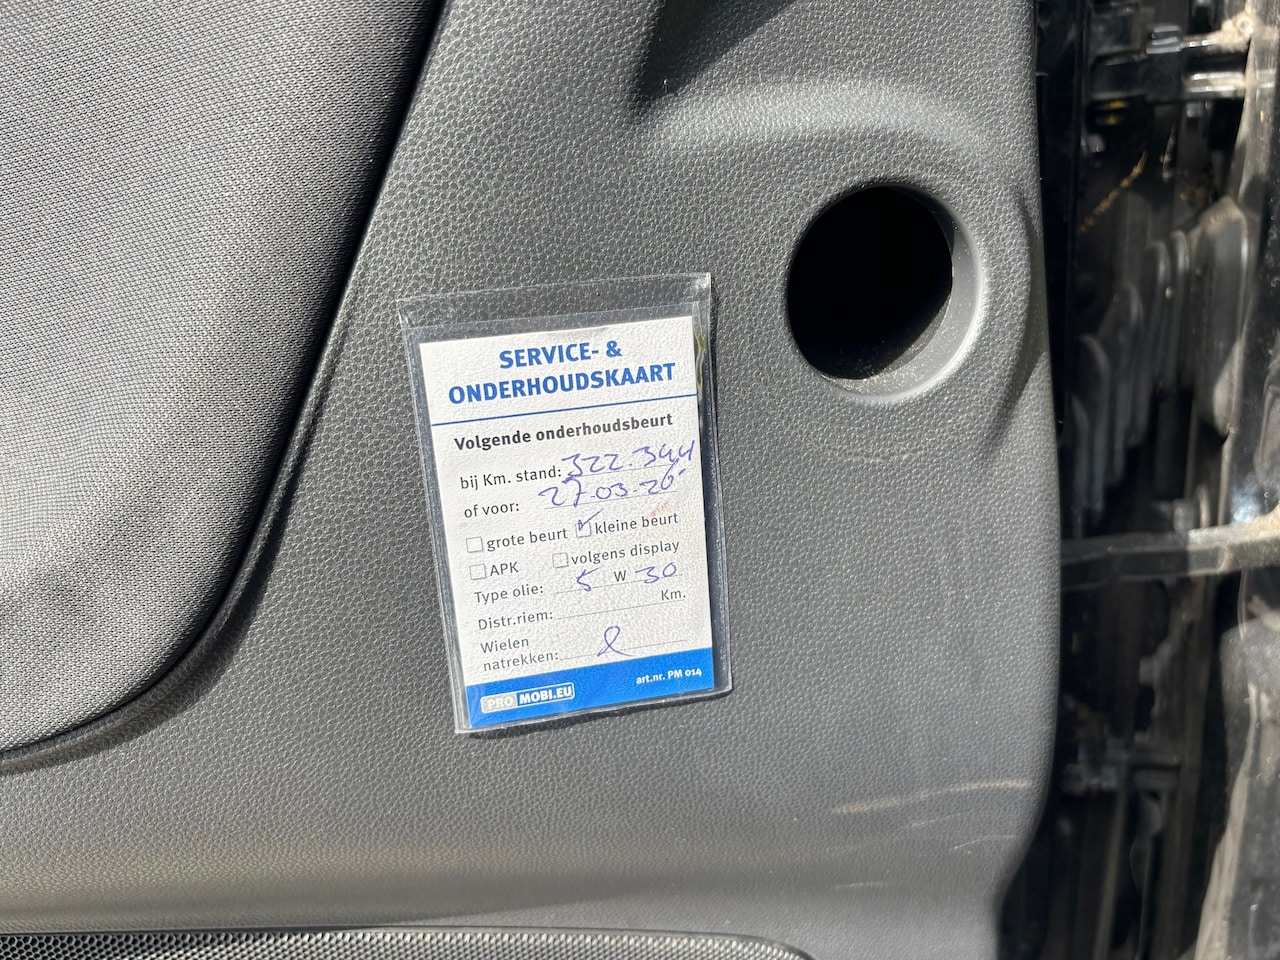 SERVICE- &
ONDERHOUDSKAART
Volgende onderhoudsbeurt
bij Km. stand: 322.344
of voor: 27-03-26
grote beurt kleine beurt
APK volgens display
Type olie: 5 W 30
Distr.riem: Km.
Wielen
natrekken:
PRO MOBI.EU art.nr. PM 014